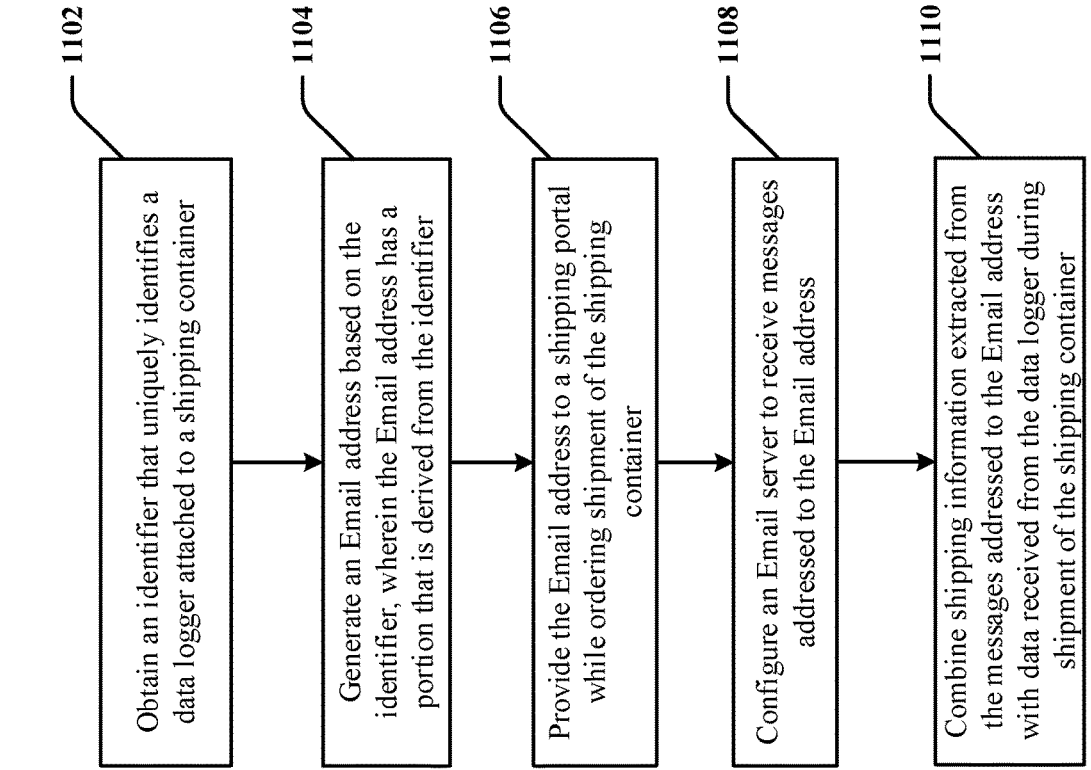 1102
Obtain an identifier that uniquely identifies a
data logger attached to a shipping container
1104
Generate an Email address based on the
identifier, wherein the Email address has a
portion that is derived from the identifier
1106
Provide the Email address to a shipping portal
while ordering shipment of the shipping
container
1108
Configure an Email server to receive messages
addressed to the Email address
1110
Combine shipping information extracted from
the messages addressed to the Email address
with data received from the data logger during
shipment of the shipping container